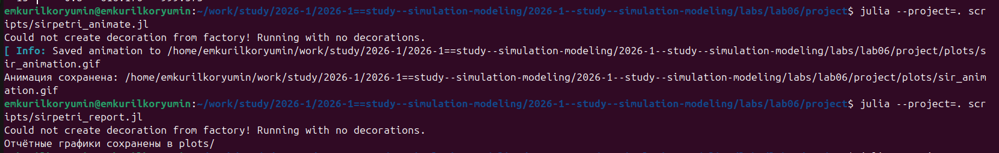 emkurilkoryumin@emkurilkoryumin:~/work/study/2026-1/2026-1==study--simulation-modeling/2026-1--study--simulation-modeling/labs/lab06/project$ julia --project=. scr
ipts/sirpetri_animate.jl
Could not create decoration from factory! Running with no decorations.
[ Info: Saved animation to /home/emkurilkoryumin/work/study/2026-1/2026-1==study--simulation-modeling/2026-1--study--simulation-modeling/labs/lab06/project/plots/s
ir_animation.gif
Анимация сохранена: /home/emkurilkoryumin/work/study/2026-1/2026-1==study--simulation-modeling/2026-1--study--simulation-modeling/labs/lab06/project/plots/sir_anim
ation.gif
emkurilkoryumin@emkurilkoryumin:~/work/study/2026-1/2026-1==study--simulation-modeling/2026-1--study--simulation-modeling/labs/lab06/project$ julia --project=. scr
ipts/sirpetri_report.jl
Could not create decoration from factory! Running with no decorations.
Отчётные графики сохранены в plots/